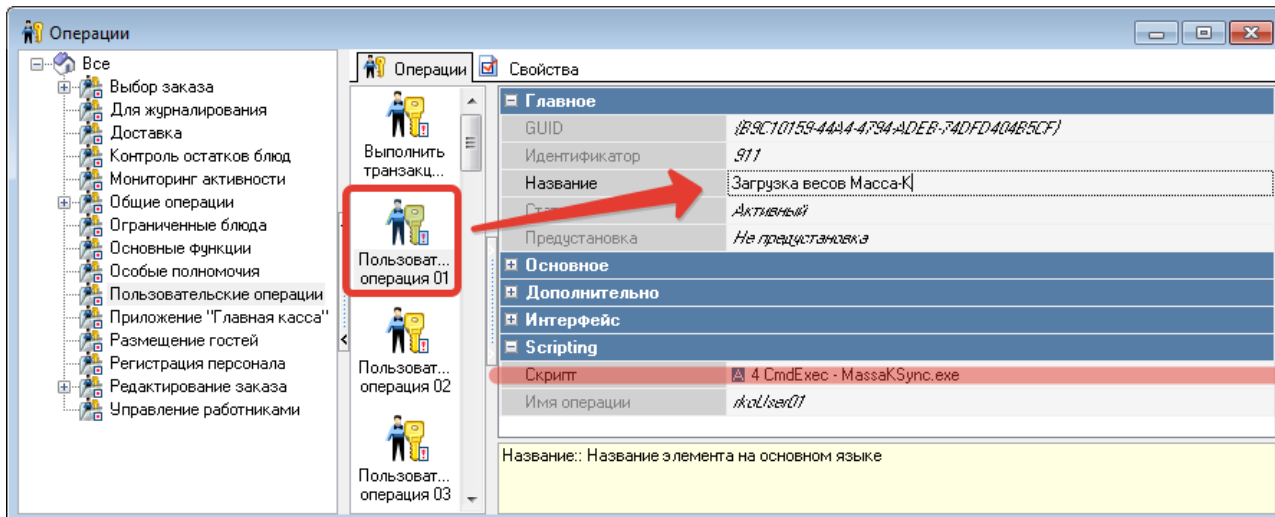 Операции
Все
Выбор заказа
Для журналирования
Доставка
Контроль остатков блюд
Мониторинг активности
Общие операции
Ограниченные блюда
Основные функции
Особые полномочия
Пользовательские операции
Приложение "Главная касса"
Размещение гостей
Регистрация персонала
Редактирование заказа
Управление работниками
Операции
Свойства
Выполнить
транзакц...
Пользоват...
операция 01
Пользоват...
операция 02
Пользоват...
операция 03
Главное
GUID {B9C10159-44A4-4794-ADEB-74DFD404B5CF}
Идентификатор 911
Название Загрузка весов Масса-К
Активный
Предустановка Не предустановка
Основное
Дополнительно
Интерфейс
Scripting
Скрипт 4 CmdExec - MassaKSync.exe
Имя операции rkoUser01
Название:: Название элемента на основном языке